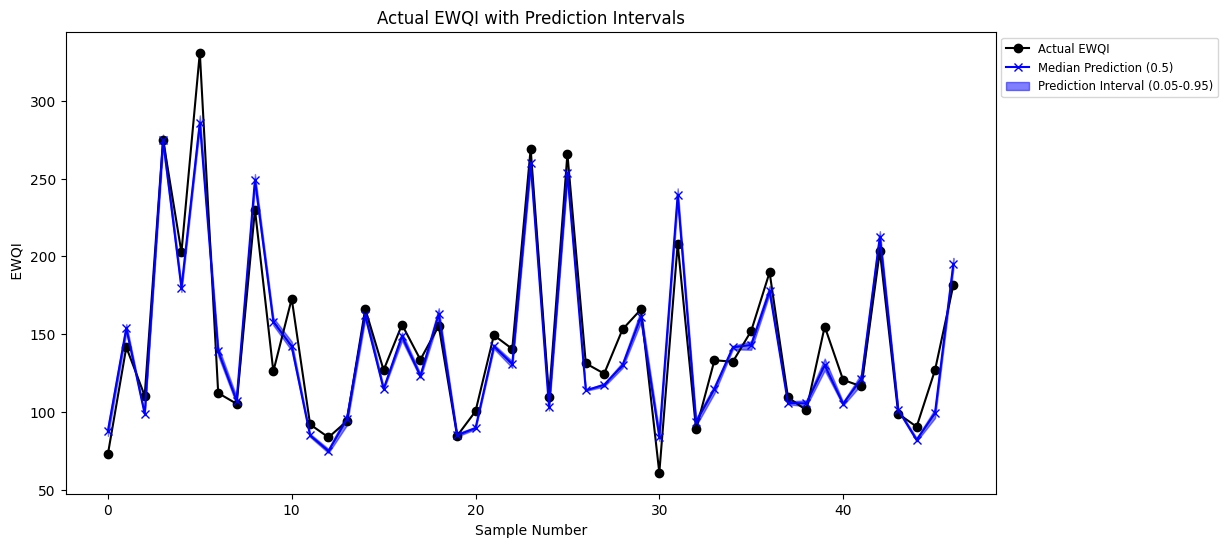 Actual EWQI with Prediction Intervals
Actual EWQI
Median Prediction (0.5)
Prediction Interval (0.05-0.95)
EWQI
300
250
200
150
100
50
0
10
20
30
40
Sample Number